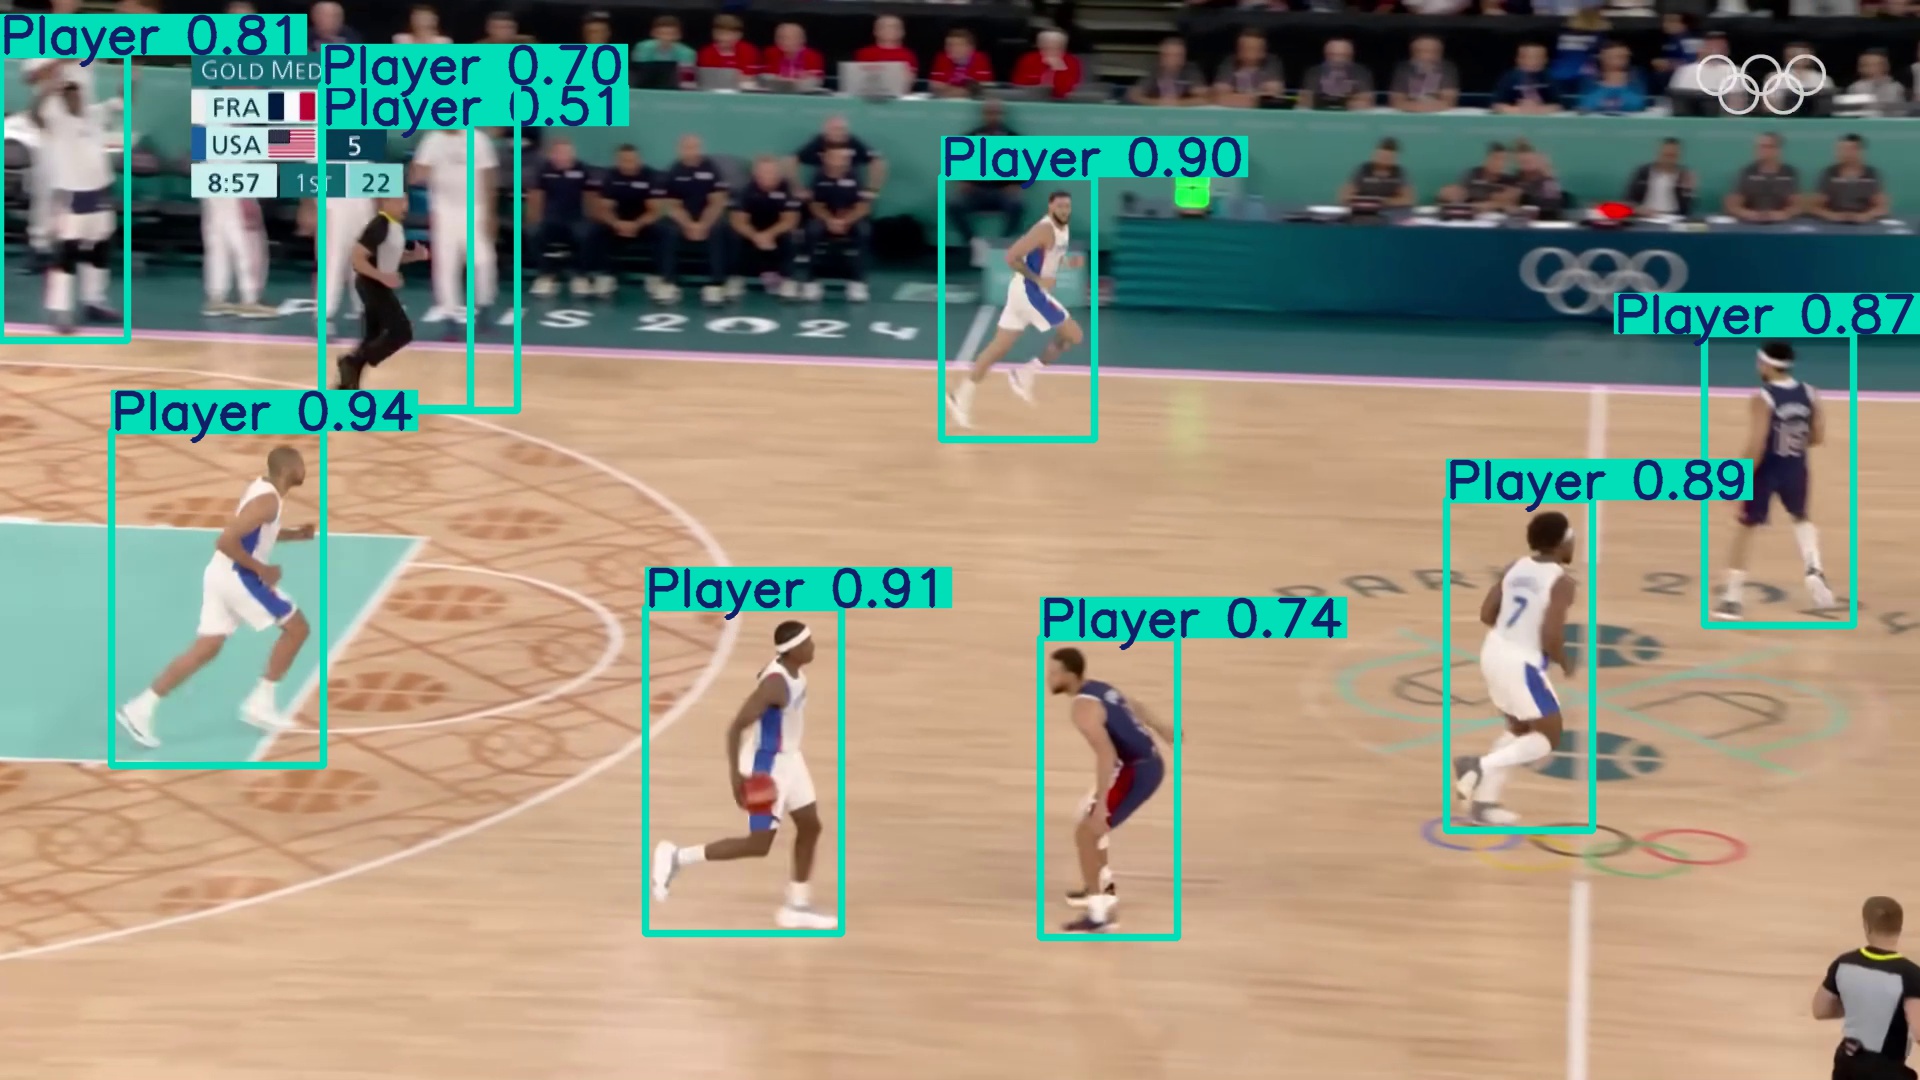 Player 0.81
GOLD MED
Player 0.70
FRA
Player 0.51
USA 5
8:57 1ST 22
Player 0.90
PARIS 2024
Player 0.87
Player 0.94
Player 0.89
PARIS 2024
7
Player 0.91
Player 0.74